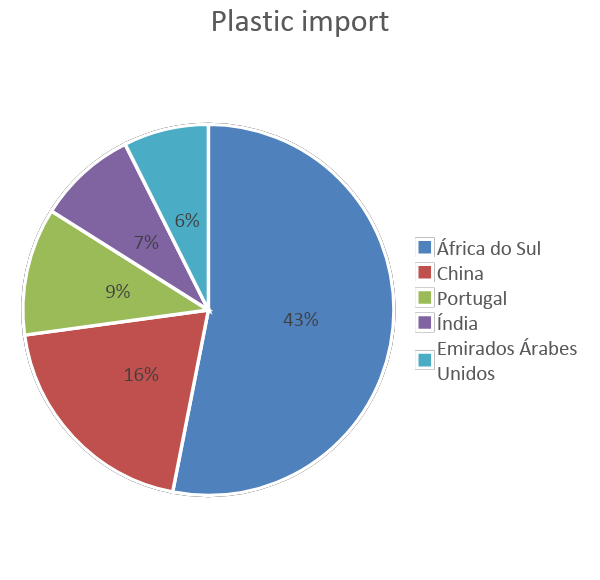 Plastic import
6%
7%
9%
43%
16%
África do Sul
China
Portugal
Índia
Emirados Árabes
Unidos